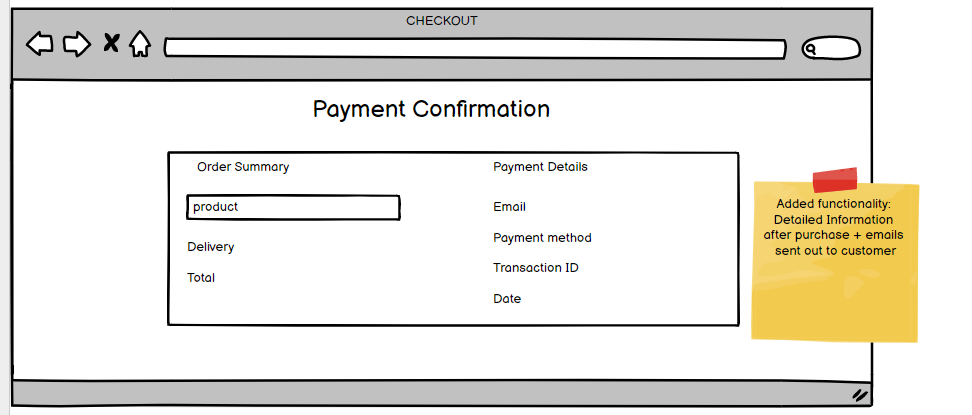 CHECKOUT
Payment Confirmation
Order Summary
product
Delivery
Total
Payment Details
Email
Payment method
Transaction ID
Date
Added functionality:
Detailed Information
after purchase + emails
sent out to customer